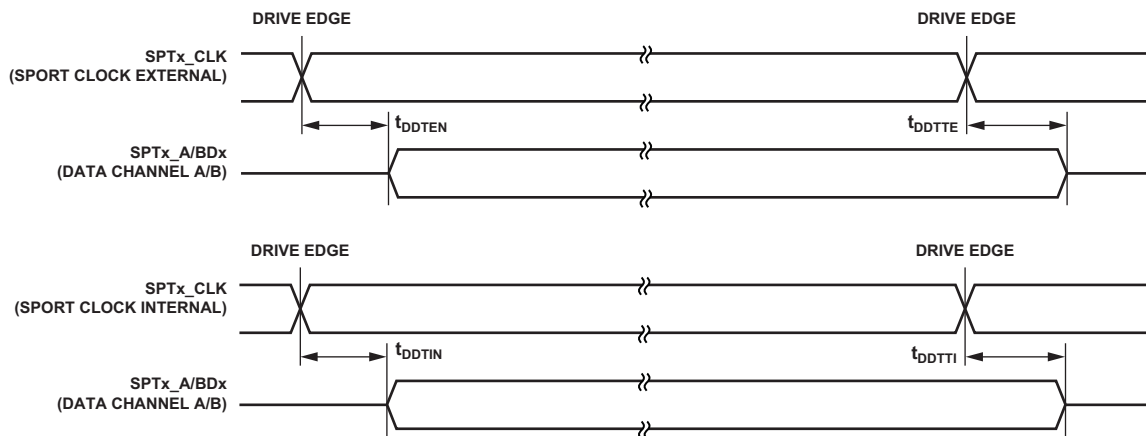 DRIVE EDGE DRIVE EDGE
SPTx_CLK
(SPORT CLOCK EXTERNAL)
tDDTEN tDDTTE
SPTx_A/BDx
(DATA CHANNEL A/B)
DRIVE EDGE DRIVE EDGE
SPTx_CLK
(SPORT CLOCK INTERNAL)
tDDTIN tDDTTI
SPTx_A/BDx
(DATA CHANNEL A/B)